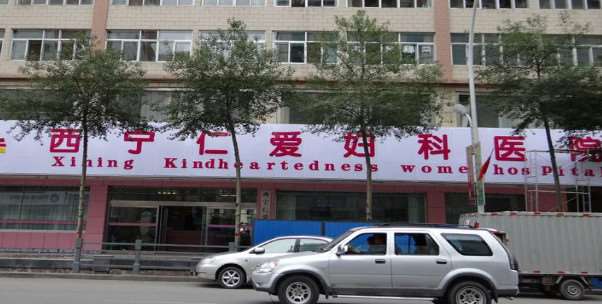 西宁仁爱妇科医院
Xining Kindheartedness women hospital